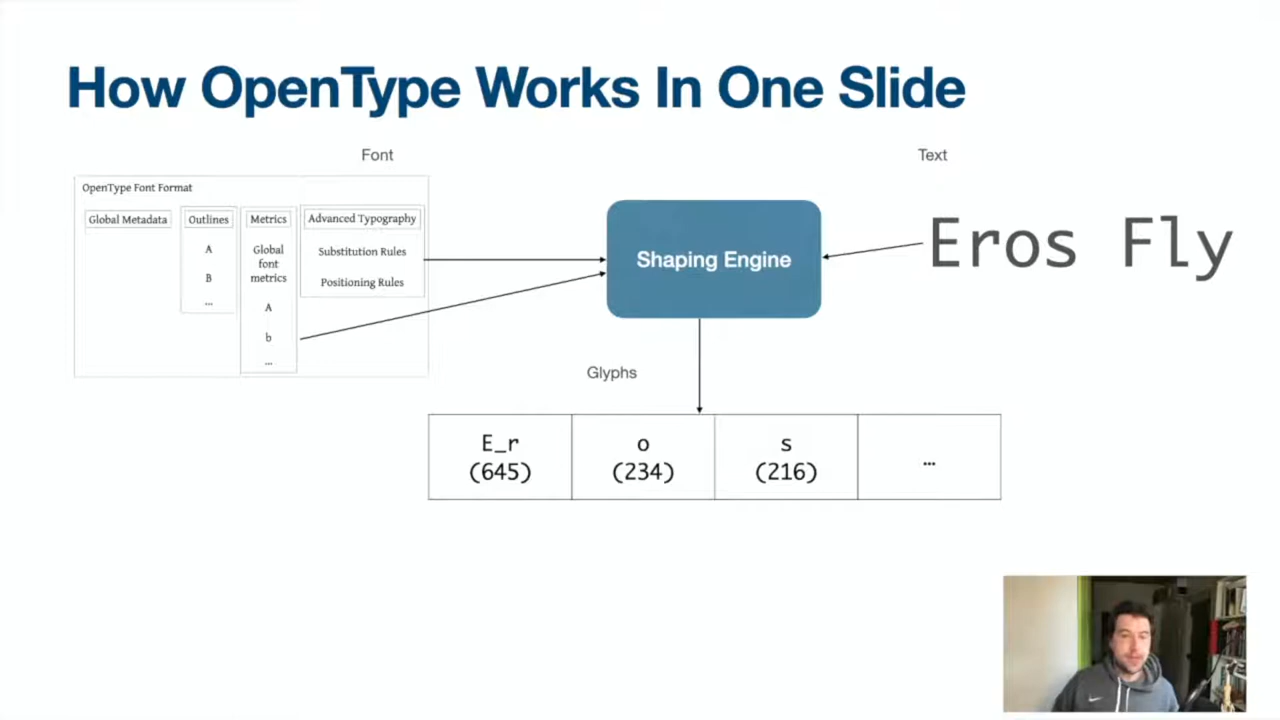 How OpenType Works In One Slide
Font
Text
OpenType Font Format
Global Metadata
Outlines
A
B
...
Metrics
Global
font
metrics
A
b
...
Advanced Typography
Substitution Rules
Positioning Rules
Shaping Engine
Eros Fly
Glyphs
E_r
(645)
o
(234)
s
(216)
...